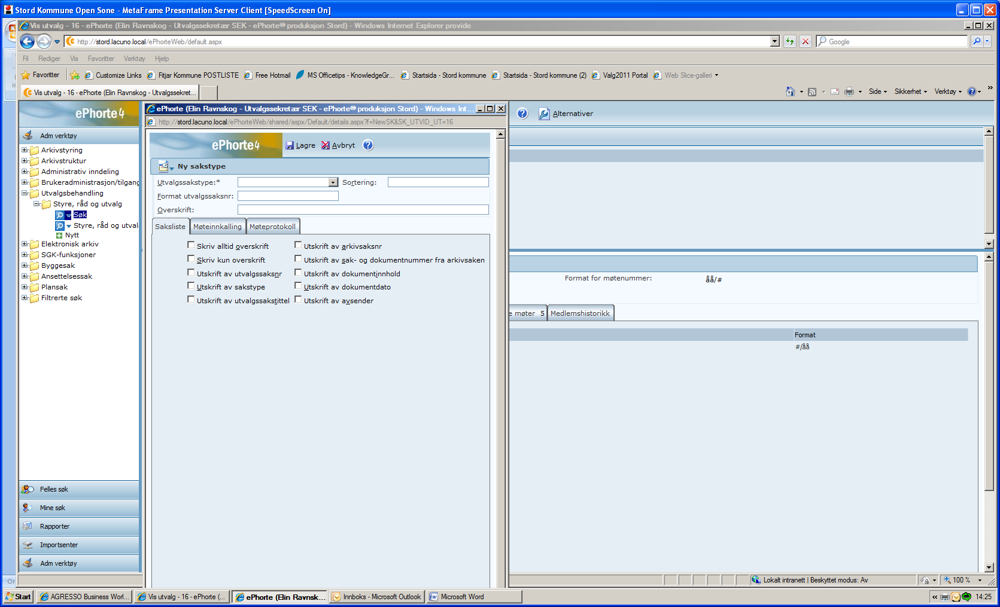 Stord Kommune Open Sone - MetaFrame Presentation Server Client [SpeedScreen On]
Vis utvalg - 16 - ePhorte (Elin Ravnskog - Utvalgssekretær SEK - ePhorte® produksjon Stord) - Windows Internet Explorer provide
http://stord.lacuno.local/ePhorteWeb/default.aspx
Google
Fil Rediger Vis Favoritter Verktøy Hjelp
Favoritter Customize Links Fitjar Kommune POSTLISTE Free Hotmail MS Officetips - KnowledgeGr... Startsida - Stord kommune Startsida - Stord kommune (2) Valg2011 Portal Web Slice-galleri
Vis utvalg - 16 - ePhorte (Elin Ravnskog - Utvalgssekret...
Side Sikkerhet Verktøy »
ePhorte 4
Adm verktøy
Arkivstyring
Arkivstruktur
Administrativ inndeling
Brukeradministrasjon/tilgang
Utvalgsbehandling
Styre, råd og utvalg
Søk
Styre, råd og utval
Nytt
Elektronisk arkiv
SGK-funksjoner
Byggesak
Ansettelsessak
Plansak
Filtrerte søk
Felles søk
Mine søk
Rapporter
Importsenter
Adm verktøy
ePhorte (Elin Ravnskog - Utvalgssekretær SEK - ePhorte® produksjon Stord) - Windows Int...
http://stord.lacuno.local/ePhorteWeb/shared/aspx/Default/details.aspx?f=NewSK&SK_UTVID_UT=16
ePhorte 4 Lagre Avbryt ?
Ny sakstype
Utvalgssakstype:* Sortering:
Format utvalgssaksnr:
Overskrift:
Saksliste Møteinnkalling Møteprotokoll
Skriv alltid overskrift Utskrift av arkivsaksnr
Skriv kun overskrift Utskrift av sak- og dokumentnummer fra arkivsaken
Utskrift av utvalgssaksnr Utskrift av dokumentinnhold
Utskrift av sakstype Utskrift av dokumentdato
Utskrift av utvalgssakstittel Utskrift av avsender
? Alternativer
Format for møtenummer: åå/#
e møter 5 Medlemshistorikk
Format
#/åå
Or
Lokalt intranett | Beskyttet modus: Av 100 %
Start AGRESSO Business Worl... Vis utvalg - 16 - ePhorte (... ePhorte (Elin Ravnsk... Innboks - Microsoft Outlook Microsoft Word « 14:25